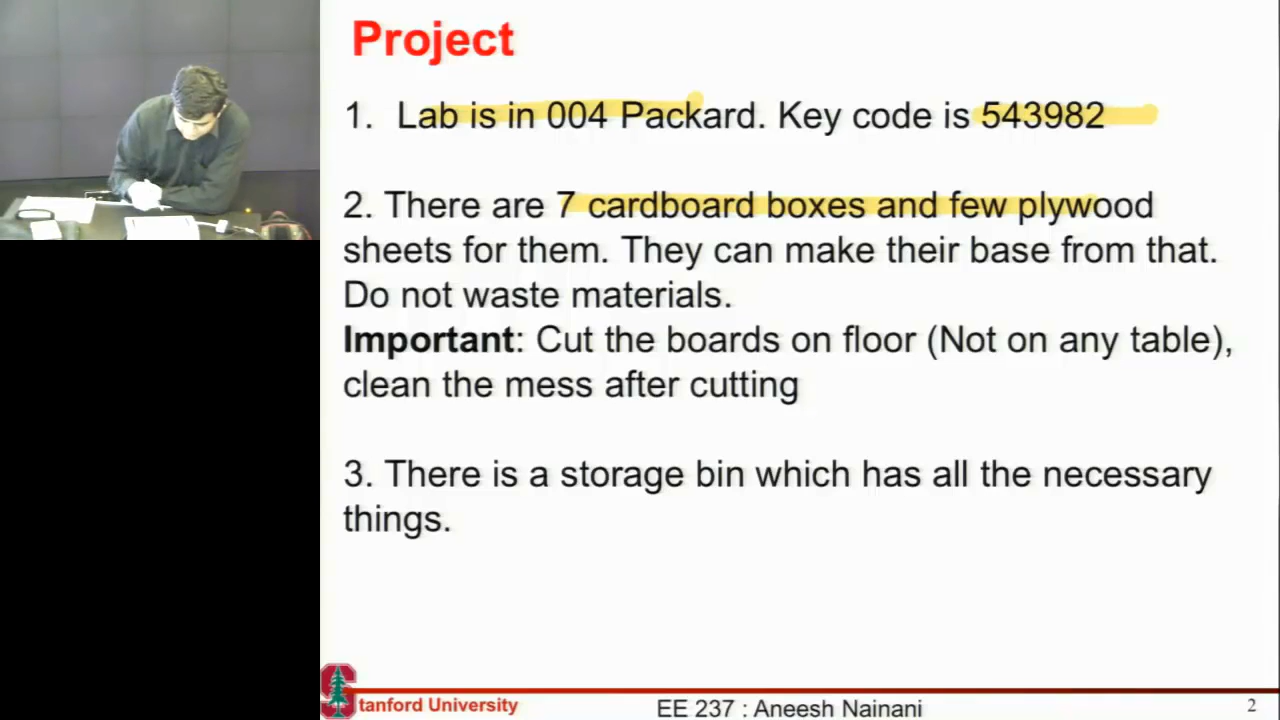 Project
1. Lab is in 004 Packard. Key code is 543982
2. There are 7 cardboard boxes and few plywood
sheets for them. They can make their base from that.
Do not waste materials.
Important: Cut the boards on floor (Not on any table),
clean the mess after cutting
3. There is a storage bin which has all the necessary
things.
Stanford University
EE 237 : Aneesh Nainani
2